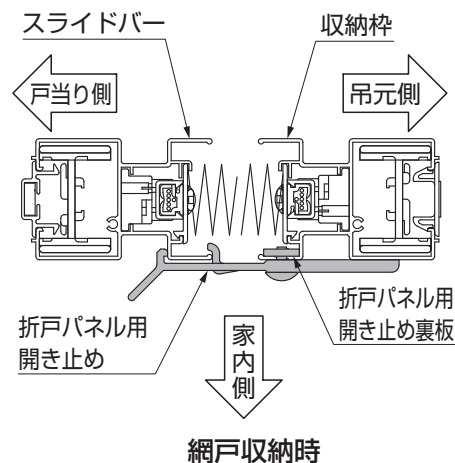 スライドバー
収納枠
戸当り側
吊元側
折戸パネル用
開き止め
家内側
折戸パネル用
開き止め裏板
網戸収納時